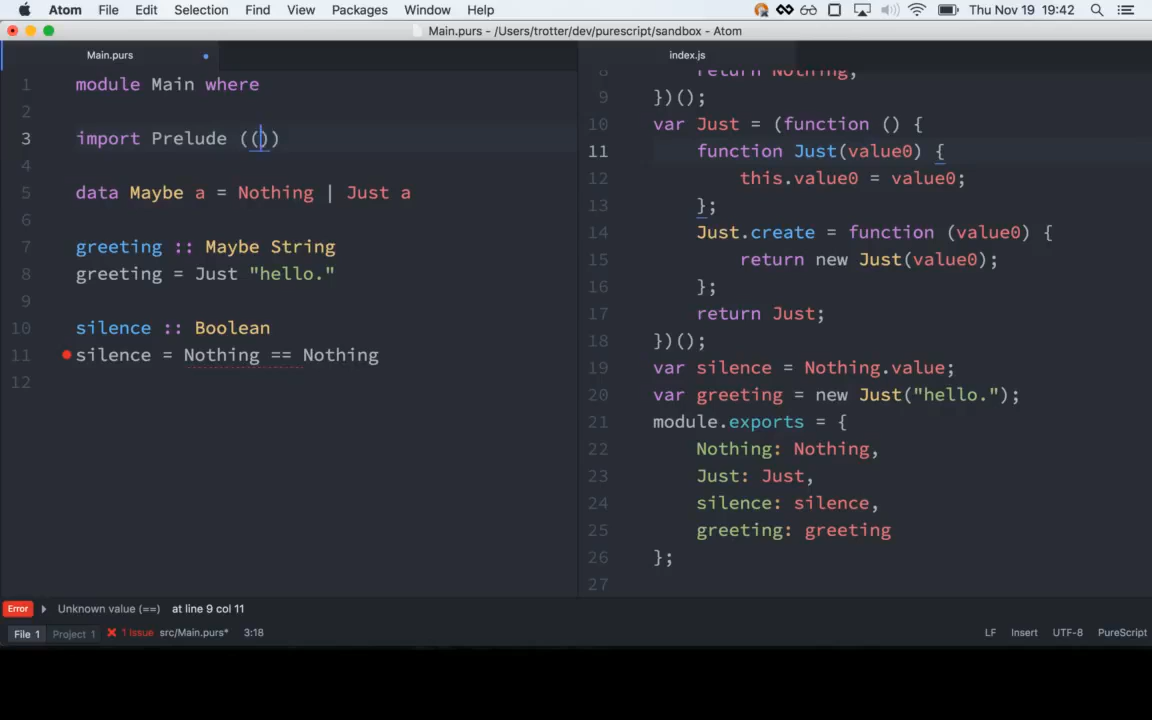 Atom File Edit Selection Find View Packages Window Help Thu Nov 19 19:42
Main.purs - /Users/trotter/dev/purescript/sandbox - Atom
Main.purs
1 module Main where
2
3 import Prelude (())
4
5 data Maybe a = Nothing | Just a
6
7 greeting :: Maybe String
8 greeting = Just "hello."
9
10 silence :: Boolean
11 silence = Nothing == Nothing
12
index.js
8 return Nothing;
9 })();
10 var Just = (function () {
11 function Just(value0) {
12 this.value0 = value0;
13 };
14 Just.create = function (value0) {
15 return new Just(value0);
16 };
17 return Just;
18 })();
19 var silence = Nothing.value;
20 var greeting = new Just("hello.");
21 module.exports = {
22 Nothing: Nothing,
23 Just: Just,
24 silence: silence,
25 greeting: greeting
26 };
27
Error Unknown value (==) at line 9 col 11
File 1 Project 1 1 Issue src/Main.purs* 3:18 LF Insert UTF-8 PureScript